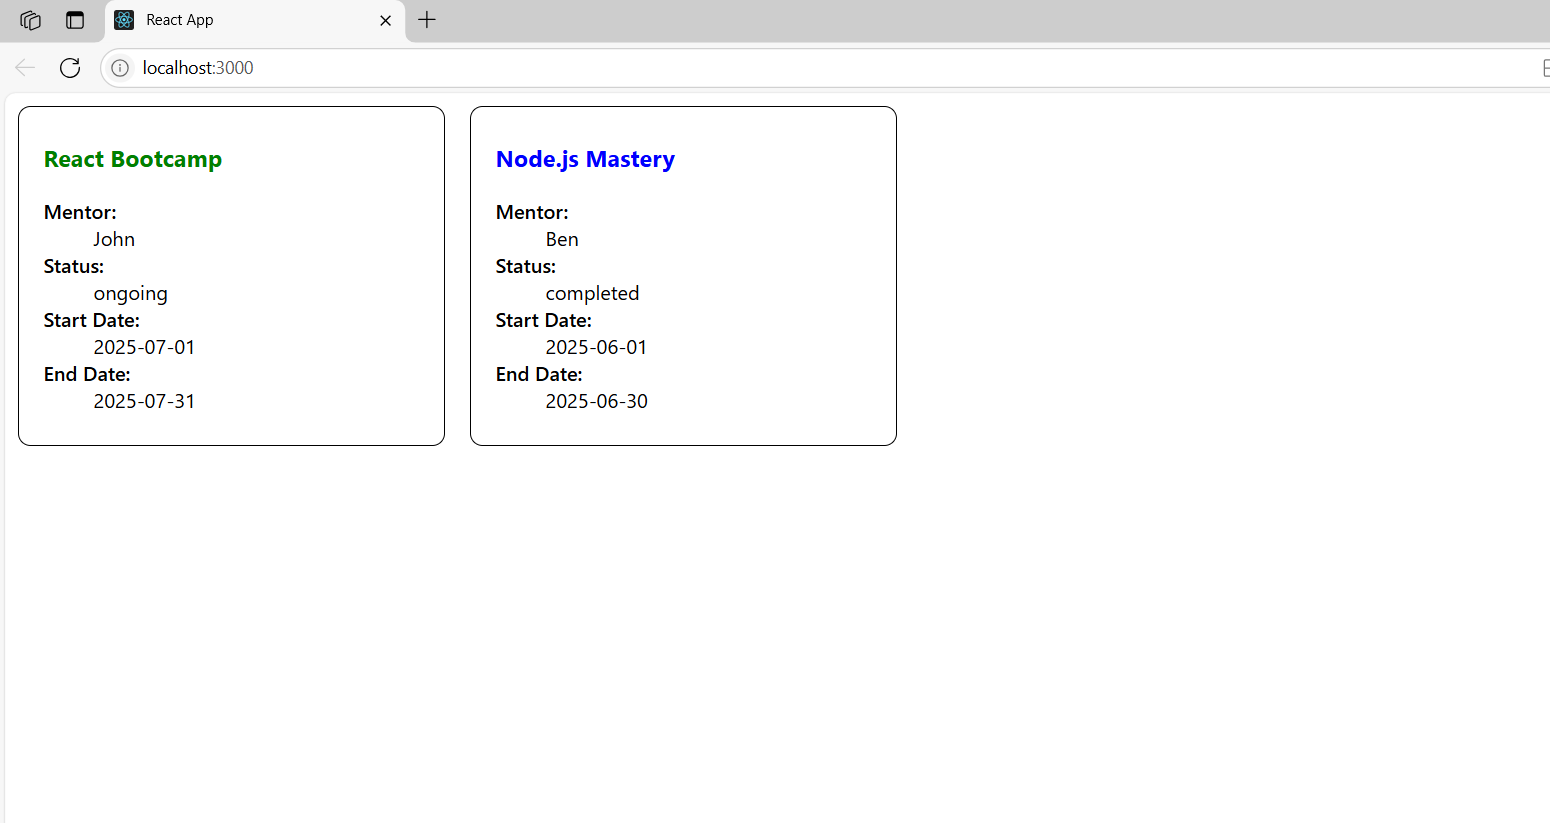 React App
localhost:3000
React Bootcamp
Mentor:
John
Status:
ongoing
Start Date:
2025-07-01
End Date:
2025-07-31
Node.js Mastery
Mentor:
Ben
Status:
completed
Start Date:
2025-06-01
End Date:
2025-06-30